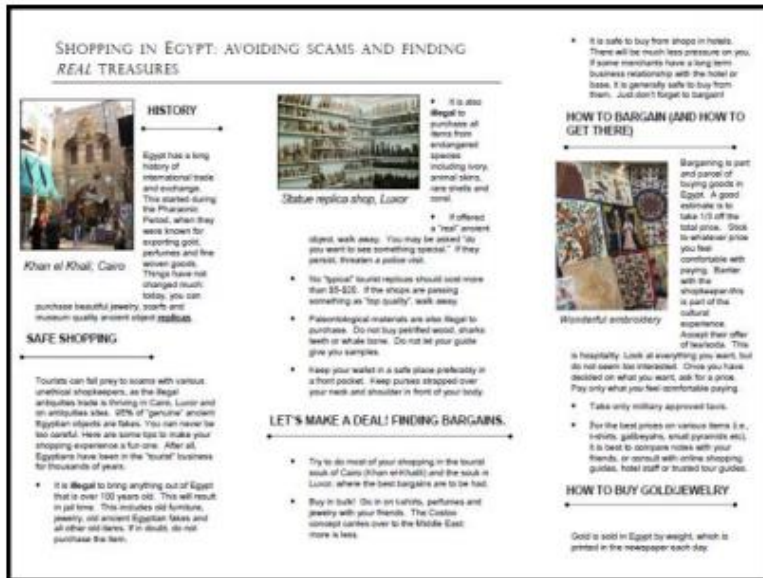 SHOPPING IN EGYPT: AVOIDING SCAMS AND FINDING
REAL TREASURES
HISTORY
Egypt has a long
history of
international trade
and exchange.
This started during
the Pharaonic
Period, when they
were known for
exporting gold,
perfumes and fine
woven goods.
Things have not
changed much:
today, you can
purchase beautiful jewelry, scarfs and
museum quality ancient object replicas.
Khan el Khali, Cairo
SAFE SHOPPING
Tourists can fall prey to scams with various
unethical shopkeepers, as the illegal
antiquities trade is thriving in Cairo, Luxor and
on antiquities sites. 95% of "genuine" ancient
Egyptian objects are fakes. You can never be
too careful. Here are some tips to make your
shopping experience a fun one. After all,
Egyptians have been in the "tourist" business
for thousands of years.
• It is illegal to bring anything out of Egypt
that is over 100 years old. This will result
in jail time. This includes old furniture,
jewelry, old ancient Egyptian fakes and
all other old items. If in doubt, do not
purchase the item.
Statue replica shop, Luxor
• It is also
illegal to
purchase all
items from
endangered
species
including ivory,
animal skins,
rare shells and
coral.
• If offered
a "real" ancient
object, walk away. You may be asked "do
you want to see something special." If they
persist, threaten a police visit.
• No "typical" tourist replicas should cost more
than $5-$20. If the shops are passing
something as "top quality", walk away.
• Paleontological materials are also illegal to
purchase. Do not buy petrified wood, sharks
teeth or whale bone. Do not let your guide
give you samples.
• Keep your wallet in a safe place preferably in
a front pocket. Keep purses strapped over
your neck and shoulder in front of your body.
LET'S MAKE A DEAL! FINDING BARGAINS.
• Try to do most of your shopping in the tourist
souk of Cairo (Khan el-Khalili) and the souk in
Luxor, where the best bargains are to be had.
• Buy in bulk! Go in on t-shirts, perfumes and
jewelry with your friends. The Costco
concept carries over to the Middle East:
more is less.
• It is safe to buy from shops in hotels.
There will be much less pressure on you.
If some merchants have a long term
business relationship with the hotel or
base, it is generally safe to buy from
them. Just don't forget to bargain!
HOW TO BARGAIN (AND HOW TO
GET THERE)
Bargaining is part
and parcel of
buying goods in
Egypt. A good
estimate is to
take 1/3 off the
total price. Stick
to whatever price
you feel
comfortable with
paying. Banter
with the
shopkeeper-this
is part of the
cultural
experience.
Accept their offer
of tea/soda. This
is hospitality. Look at everything you want, but
do not seem too interested. Once you have
decided on what you want, ask for a price.
Pay only what you feel comfortable paying.
Wonderful embroidery
• Take only military approved taxis.
• For the best prices on various items (i.e.,
t-shirts, galibeyahs, small pyramids etc),
it is best to compare notes with your
friends, or consult with online shopping
guides, hotel staff or trusted tour guides.
HOW TO BUY GOLD/JEWELRY
Gold is sold in Egypt by weight, which is
printed in the newspaper each day.